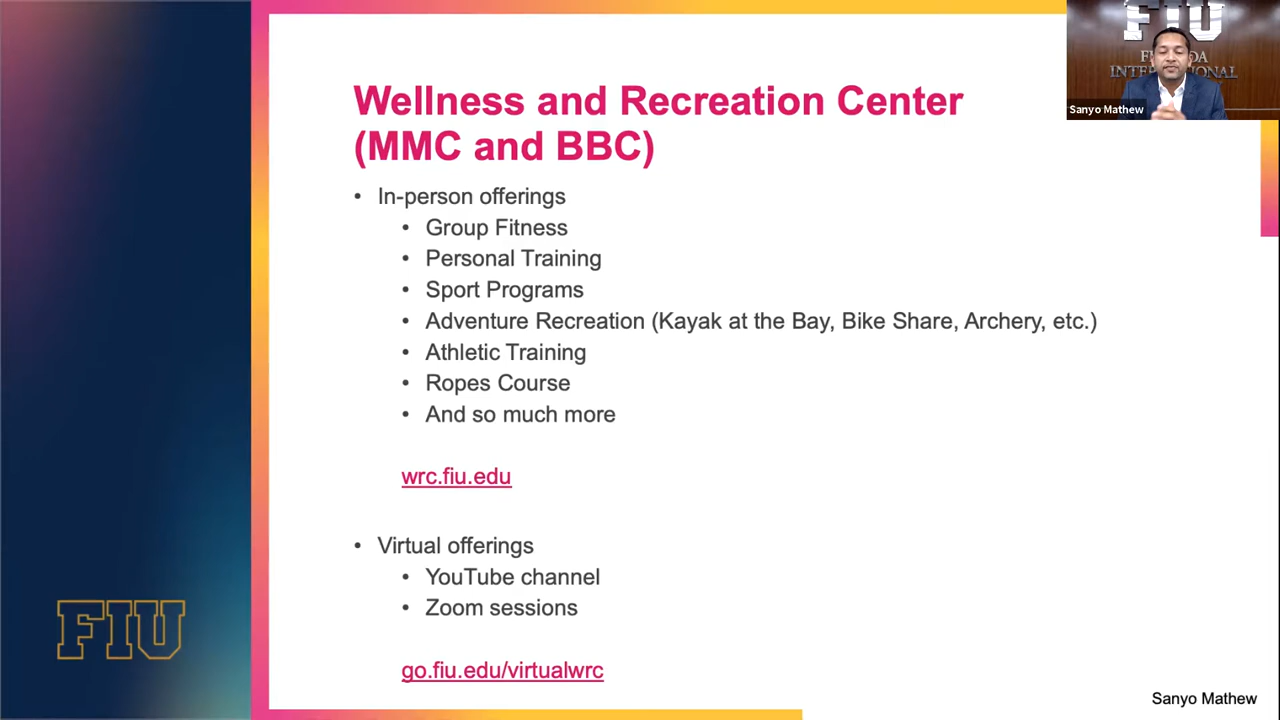 Wellness and Recreation Center
(MMC and BBC)
• In-person offerings
• Group Fitness
• Personal Training
• Sport Programs
• Adventure Recreation (Kayak at the Bay, Bike Share, Archery, etc.)
• Athletic Training
• Ropes Course
• And so much more
wrc.fiu.edu
• Virtual offerings
• YouTube channel
• Zoom sessions
go.fiu.edu/virtualwrc
FIU
Sanyo Mathew
FIU
INTERNATIONAL
Sanyo Mathew